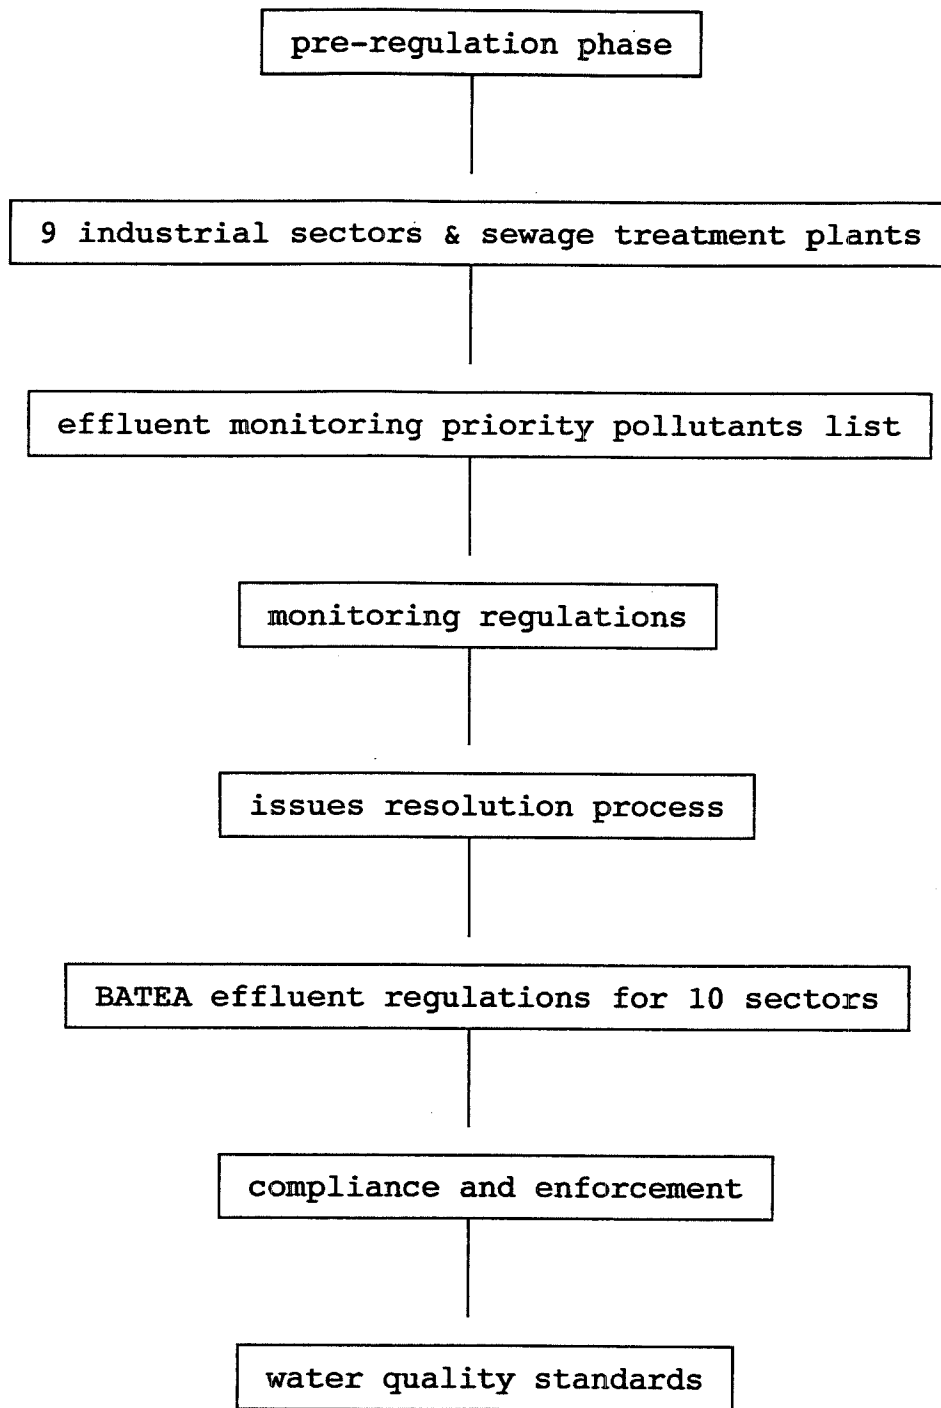 pre-regulation phase
9 industrial sectors & sewage treatment plants
effluent monitoring priority pollutants list
monitoring regulations
issues resolution process
BATEA effluent regulations for 10 sectors
compliance and enforcement
water quality standards